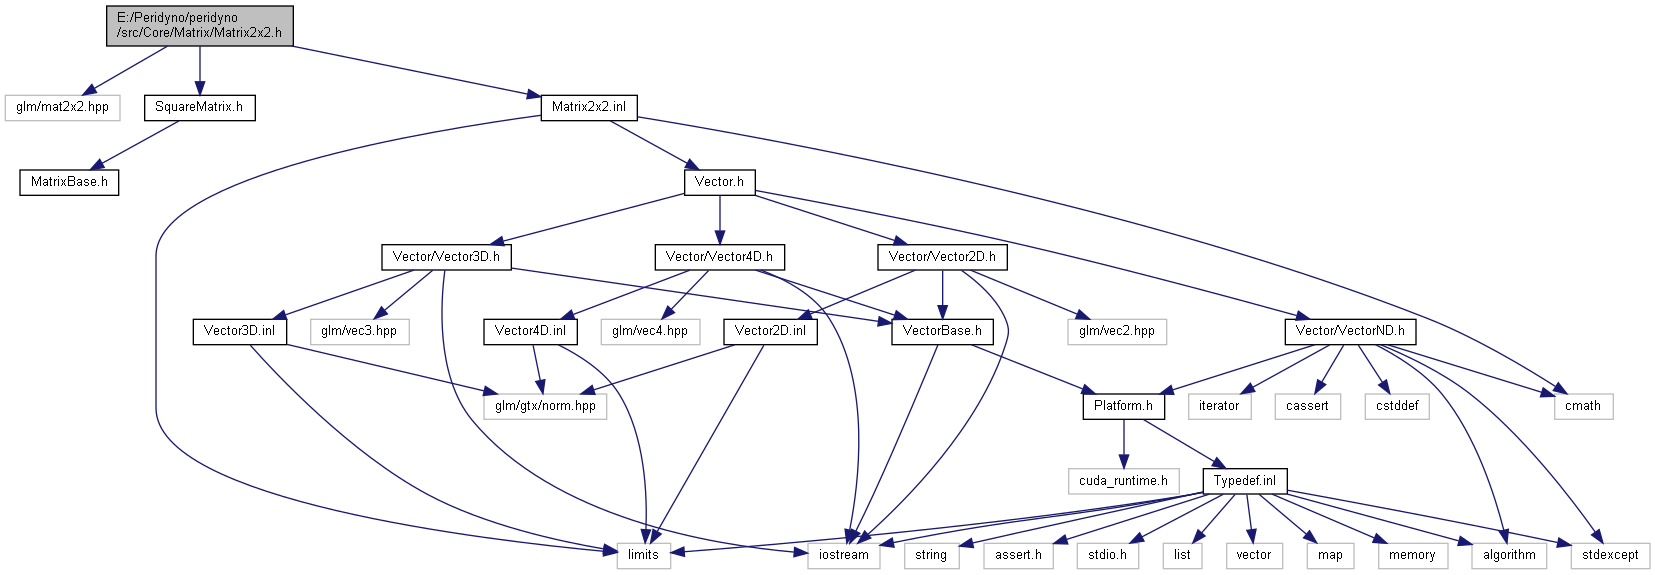 E:/Peridyno/peridyno
/src/Core/Matrix/Matrix2x2.h
glm/mat2x2.hpp
SquareMatrix.h
Matrix2x2.inl
MatrixBase.h
Vector.h
Vector/Vector3D.h
Vector/Vector4D.h
Vector/Vector2D.h
Vector3D.inl
glm/vec3.hpp
Vector4D.inl
glm/vec4.hpp
Vector2D.inl
VectorBase.h
glm/vec2.hpp
Vector/VectorND.h
glm/gtx/norm.hpp
Platform.h
iterator
cassert
cstddef
cmath
cuda_runtime.h
Typedef.inl
limits
iostream
string
assert.h
stdio.h
list
vector
map
memory
algorithm
stdexcept